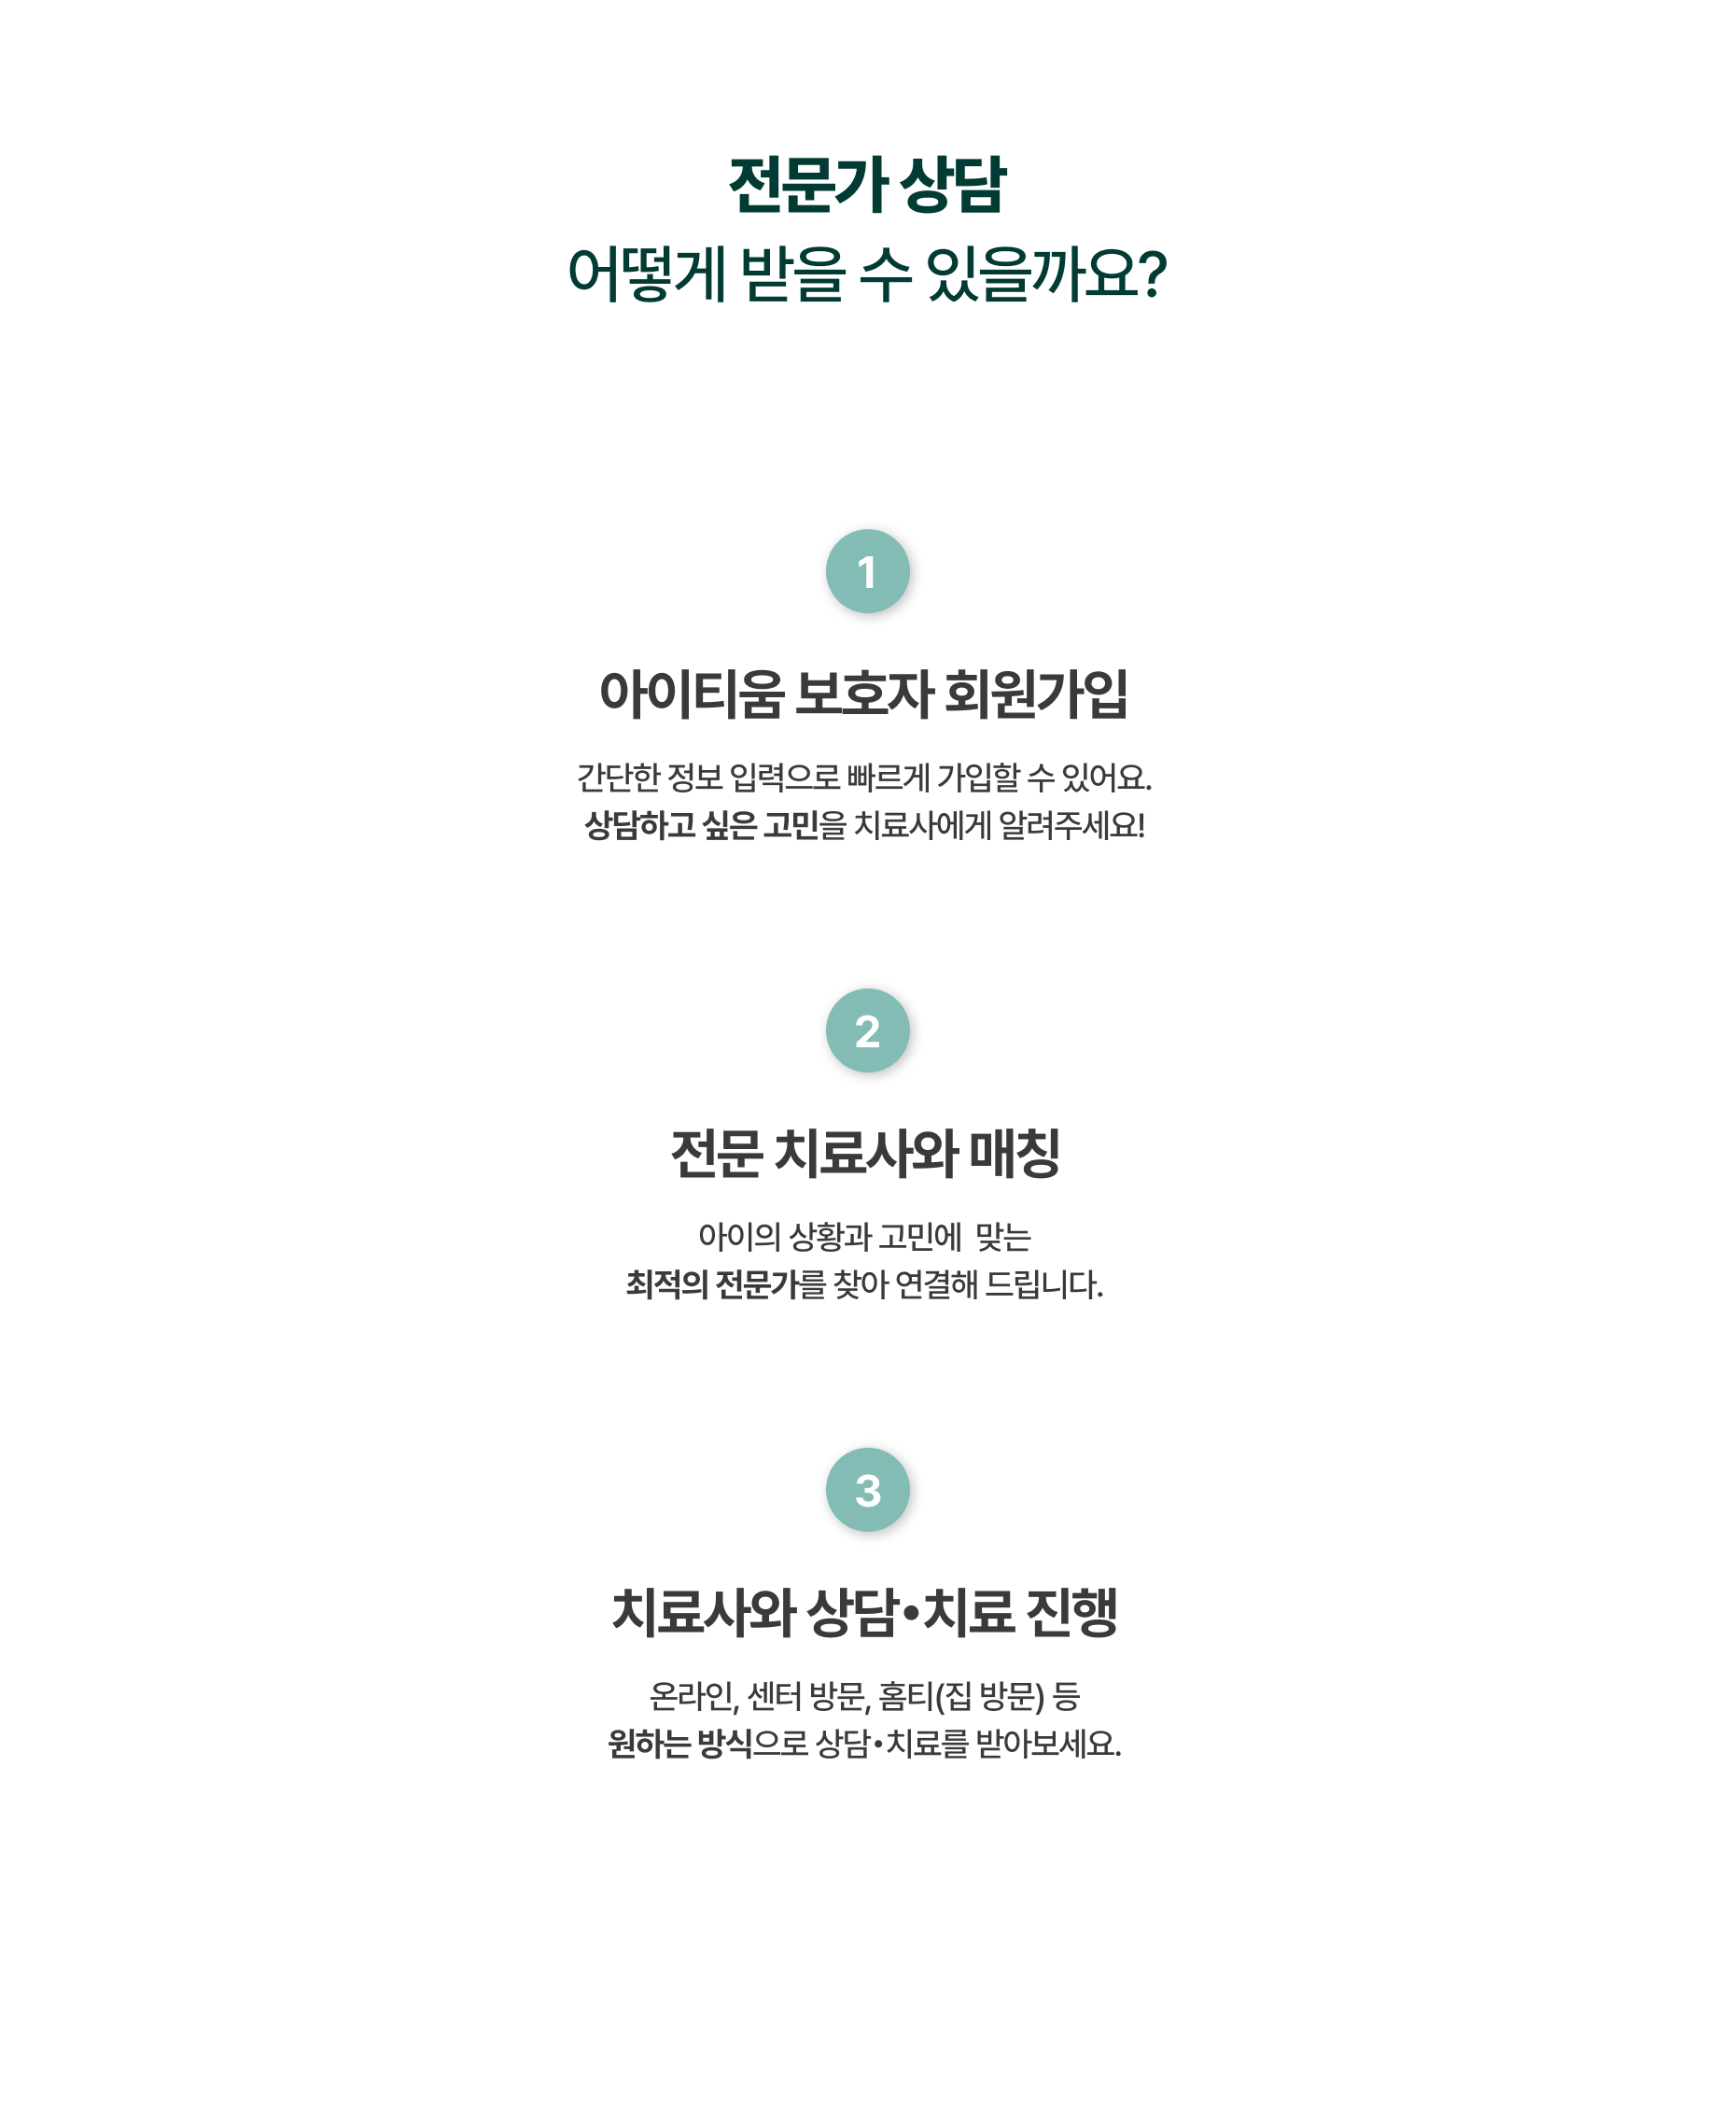 전문가 상담
어떻게 받을 수 있을까요?
1
아이티움 보호자 회원가입
간단한 정보 입력으로 빠르게 가입할 수 있어요.
상담하고 싶은 고민을 치료사에게 알려주세요!
2
전문 치료사와 매칭
아이의 상황과 고민에 맞는
최적의 전문가를 찾아 연결해 드립니다.
3
치료사와 상담•치료 진행
온라인, 센터 방문, 홈티(집 방문) 등
원하는 방식으로 상담•치료를 받아보세요.